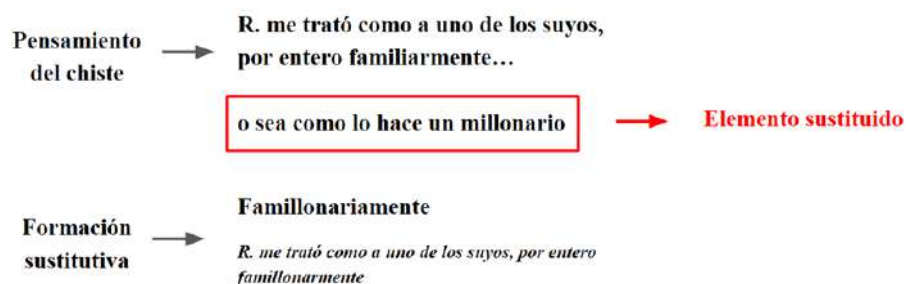 Pensamiento
del chiste
R. me trató como a uno de los suyos,
por entero familiarmente…
o sea como lo hace un millonario
Elemento sustituido
Formación
sustitutiva
Famillonariamente
R. me trató como a uno de los suyos, por entero
famillonarmente